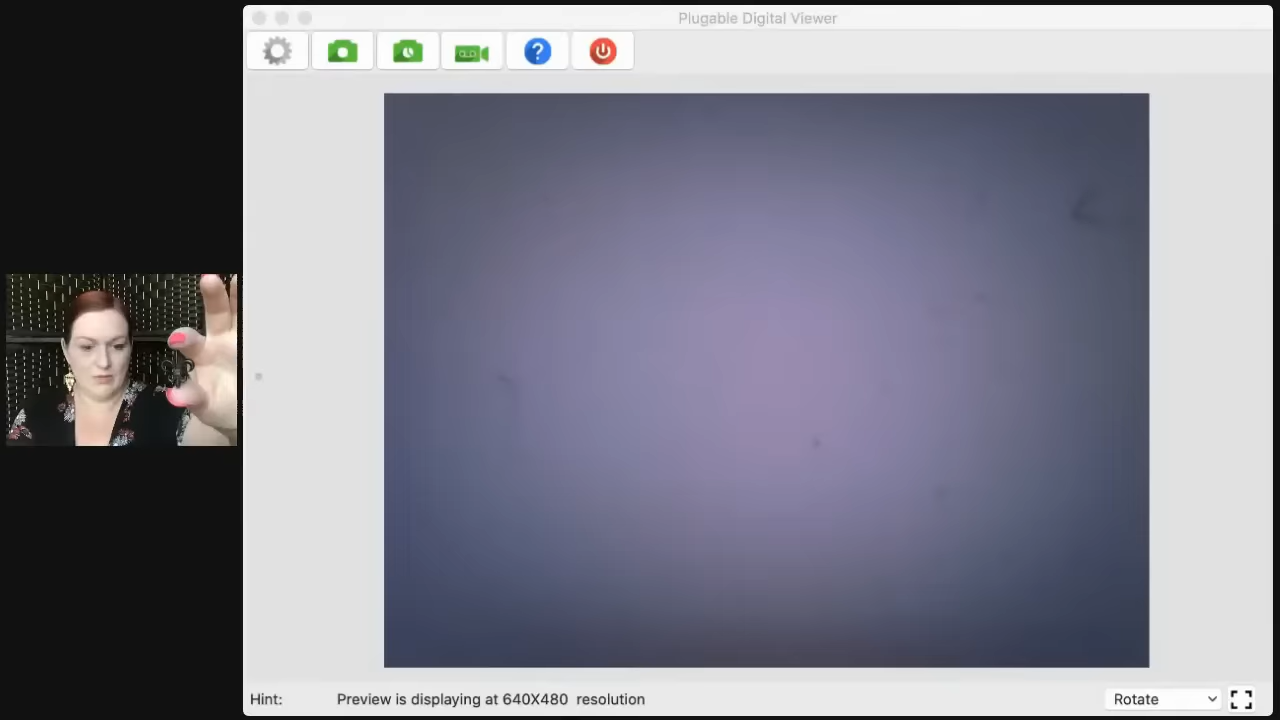 Plugable Digital Viewer
?
Hint: Preview is displaying at 640X480 resolution
Rotate